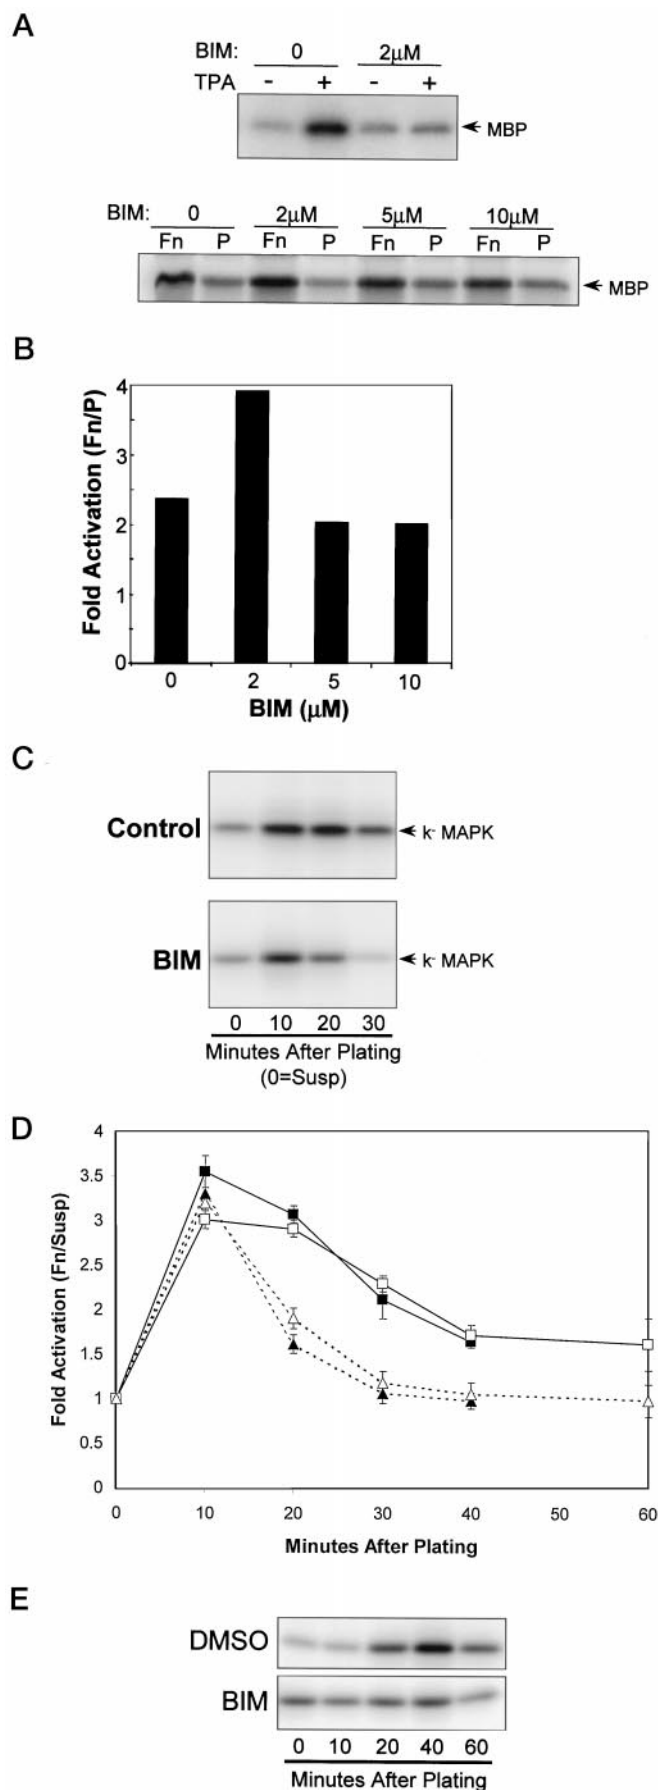 A
BIM: 0 2μM
TPA - + - +
MBP
BIM: 0 2μM 5μM 10μM
Fn P Fn P Fn P Fn P
MBP
B
Fold Activation (Fn/P)
4
3
2
1
0
0 2 5 10
BIM (μM)
C
Control
k- MAPK
BIM
k- MAPK
0 10 20 30
Minutes After Plating
(0=Susp)
D
Fold Activation (Fn/Susp)
4
3.5
3
2.5
2
1.5
1
0.5
0
0 10 20 30 40 50 60
Minutes After Plating
E
DMSO
BIM
0 10 20 40 60
Minutes After Plating